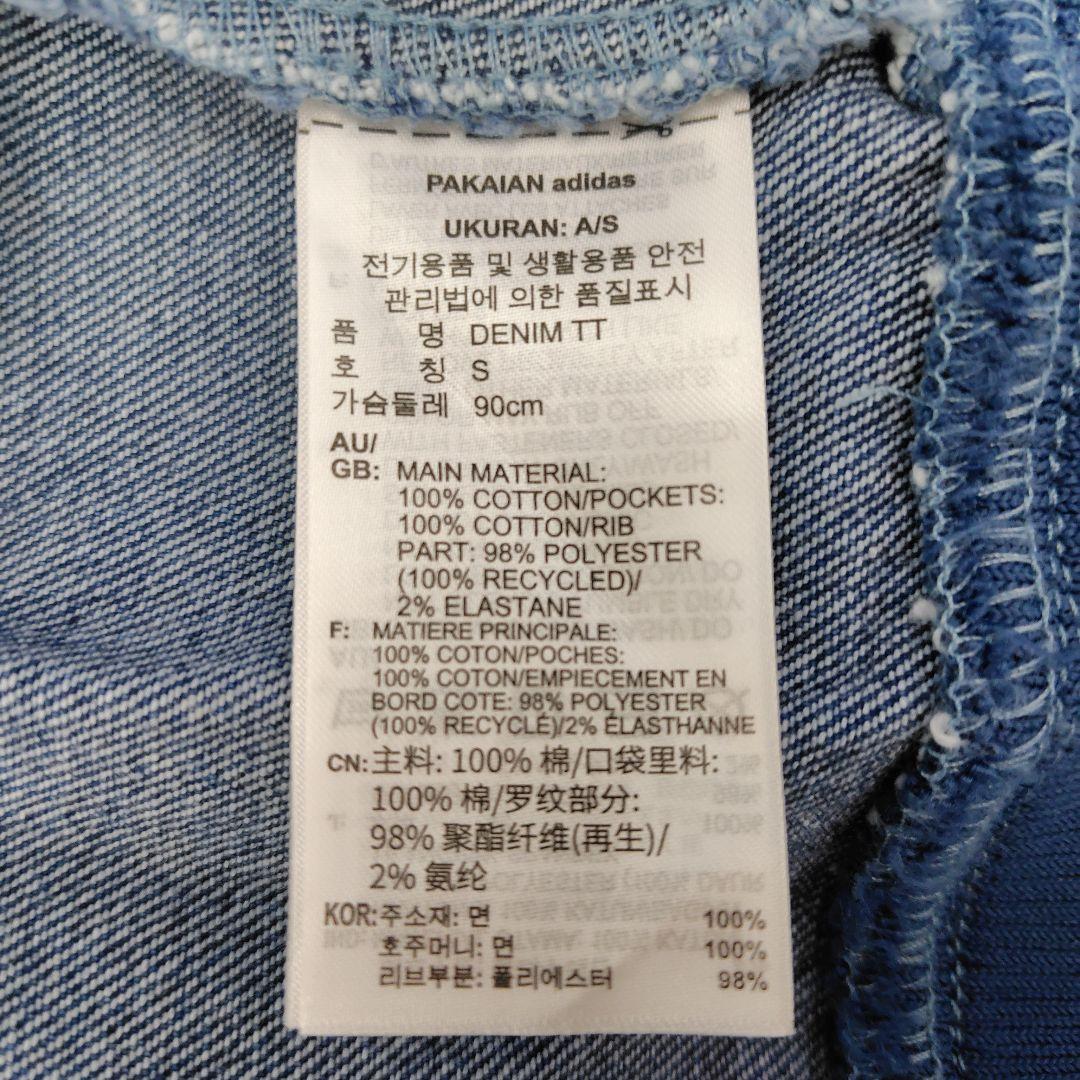 PAKAIAN adidas
UKURAN: A/S
전기용품 및 생활용품 안전
관리법에 의한 품질표시
품 명 DENIM TT
호 칭 S
가슴둘레 90cm
AU/
GB: MAIN MATERIAL:
100% COTTON/POCKETS:
100% COTTON/RIB
PART: 98% POLYESTER
(100% RECYCLED)/
2% ELASTANE
F: MATIERE PRINCIPALE:
100% COTON/POCHES:
100% COTON/EMPIECEMENT EN
BORD COTE: 98% POLYESTER
(100% RECYCLÉ)/2% ÉLASTHANNE
CN: 主料: 100% 棉/口袋里料:
100% 棉/罗纹部分:
98% 聚酯纤维(再生)/
2% 氨纶
KOR: 주소재: 면 100%
호주머니: 면 100%
리브부분: 폴리에스터 98%